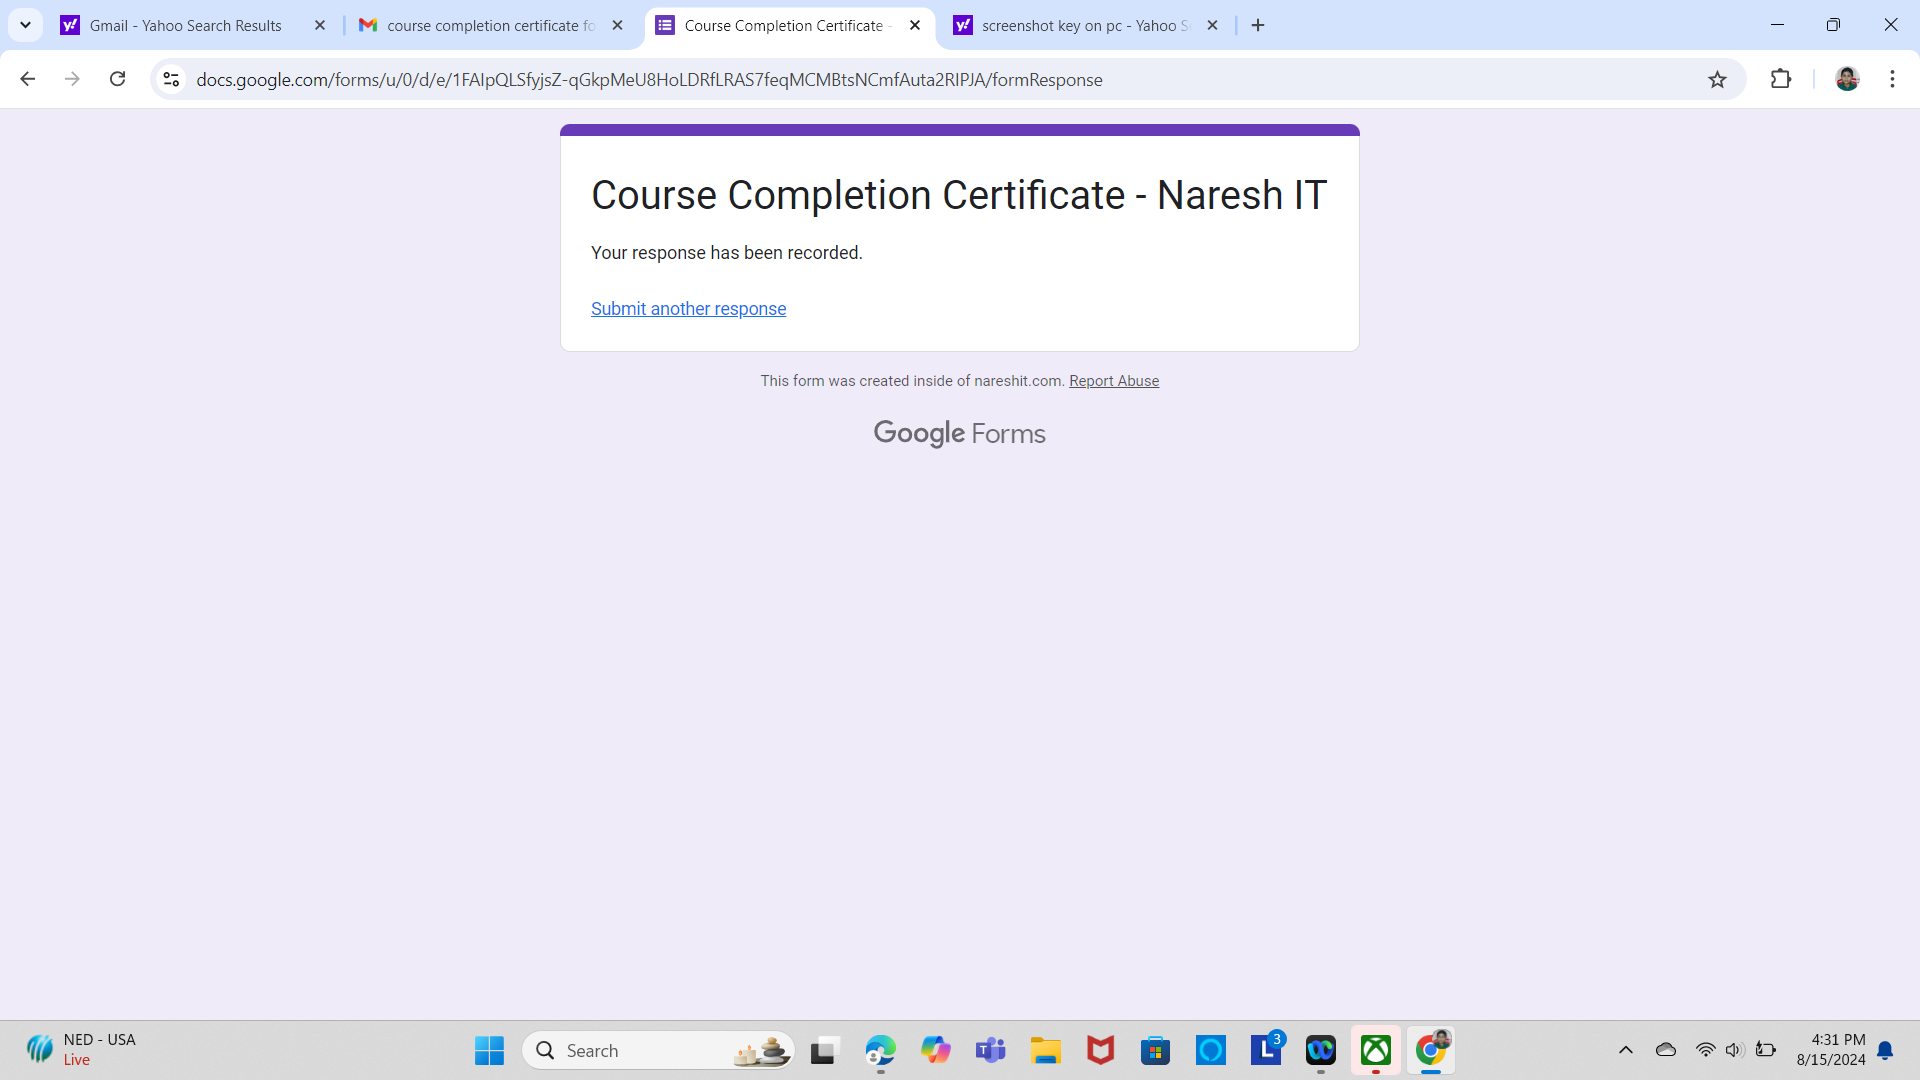 Gmail - Yahoo Search Results
course completion certificate fo
Course Completion Certificate -
screenshot key on pc - Yahoo S
docs.google.com/forms/u/0/d/e/1FAIpQLSfyjsZ-qGkpMeU8HoLDRfLRAS7feqMCMBtsNCmfAuta2RIPJA/formResponse
Course Completion Certificate - Naresh IT
Your response has been recorded.
Submit another response
This form was created inside of nareshit.com. Report Abuse
Google Forms
NED - USA
Live
Search
3
4:31 PM
8/15/2024